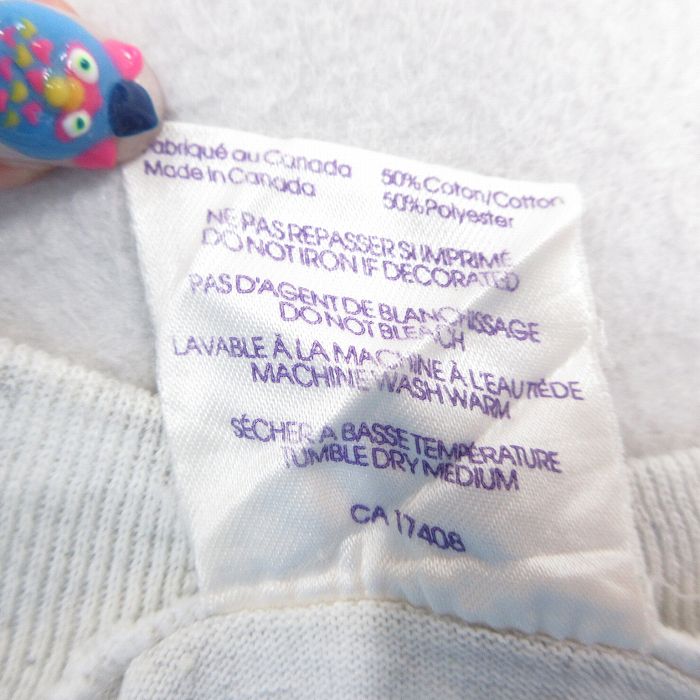 Fabriqué au Canada
Made in Canada
50% Coton/Cotton
50% Polyester
NE PAS REPASSER SI IMPRIMÉ
DO NOT IRON IF DECORATED
PAS D'AGENT DE BLANCHISSAGE
DO NOT BLEACH
LAVABLE À LA MACHINE À L'EAU TIÈDE
MACHINE WASH WARM
SÉCHER À BASSE TEMPÉRATURE
TUMBLE DRY MEDIUM
CA 17408